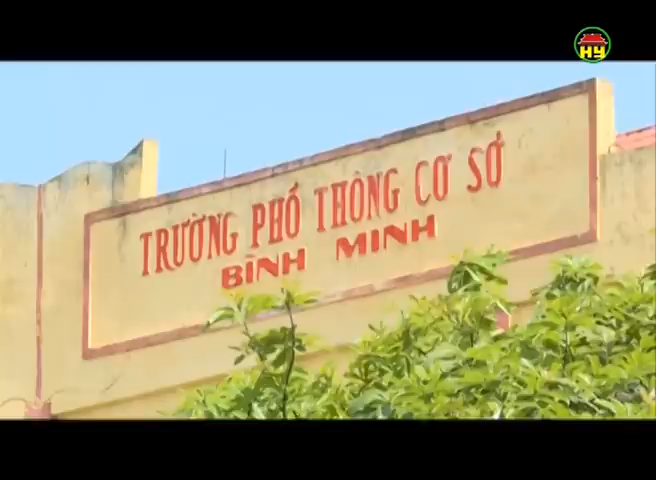 HY
TRƯỜNG PHỔ THÔNG CƠ SỞ
BÌNH MINH